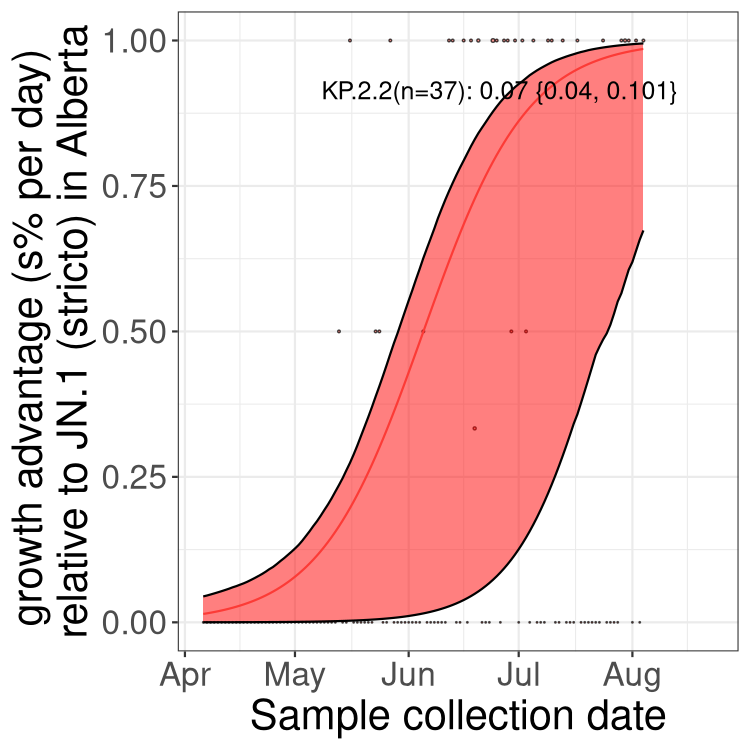 growth advantage (s% per day)
relative to JN.1 (stricto) in Alberta
1.00
0.75
0.50
0.25
0.00
KP.2.2(n=37): 0.07 {0.04, 0.101}
Apr May Jun Jul Aug
Sample collection date